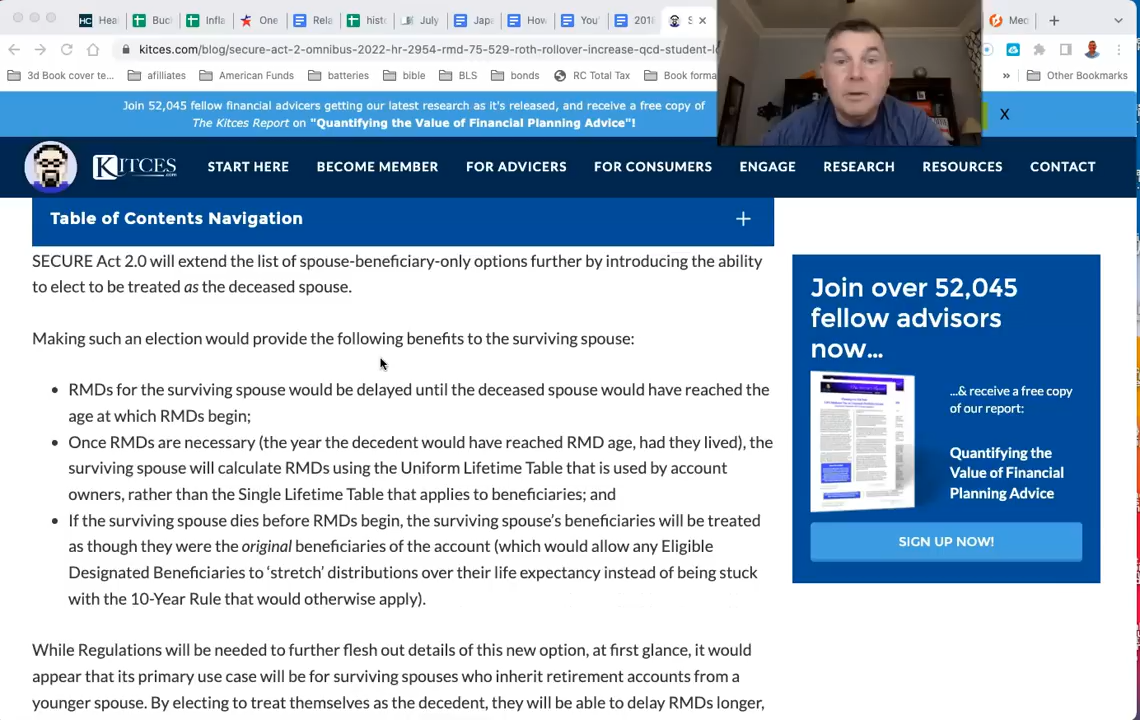 Hea
Buc
Infla
One
Rela
hist
July
Jap
How
You'
2018
S
Med
kitces.com/blog/secure-act-2-omnibus-2022-hr-2954-rmd-75-529-roth-rollover-increase-qcd-student-l
3d Book cover te...
afilliates
American Funds
batteries
bible
BLS
bonds
RC Total Tax
Book forma
»
Other Bookmarks
Join 52,045 fellow financial advicers getting our latest research as it's released, and receive a free copy of
The Kitces Report on "Quantifying the Value of Financial Planning Advice"!
X
KITCES.com
START HERE
BECOME MEMBER
FOR ADVICERS
FOR CONSUMERS
ENGAGE
RESEARCH
RESOURCES
CONTACT
Table of Contents Navigation
+
SECURE Act 2.0 will extend the list of spouse-beneficiary-only options further by introducing the ability
to elect to be treated as the deceased spouse.
Making such an election would provide the following benefits to the surviving spouse:
• RMDs for the surviving spouse would be delayed until the deceased spouse would have reached the
age at which RMDs begin;
• Once RMDs are necessary (the year the decedent would have reached RMD age, had they lived), the
surviving spouse will calculate RMDs using the Uniform Lifetime Table that is used by account
owners, rather than the Single Lifetime Table that applies to beneficiaries; and
• If the surviving spouse dies before RMDs begin, the surviving spouse's beneficiaries will be treated
as though they were the original beneficiaries of the account (which would allow any Eligible
Designated Beneficiaries to 'stretch' distributions over their life expectancy instead of being stuck
with the 10-Year Rule that would otherwise apply).
While Regulations will be needed to further flesh out details of this new option, at first glance, it would
appear that its primary use case will be for surviving spouses who inherit retirement accounts from a
younger spouse. By electing to treat themselves as the decedent, they will be able to delay RMDs longer,
Join over 52,045
fellow advisors
now...
...& receive a free copy
of our report:
Quantifying the
Value of Financial
Planning Advice
SIGN UP NOW!